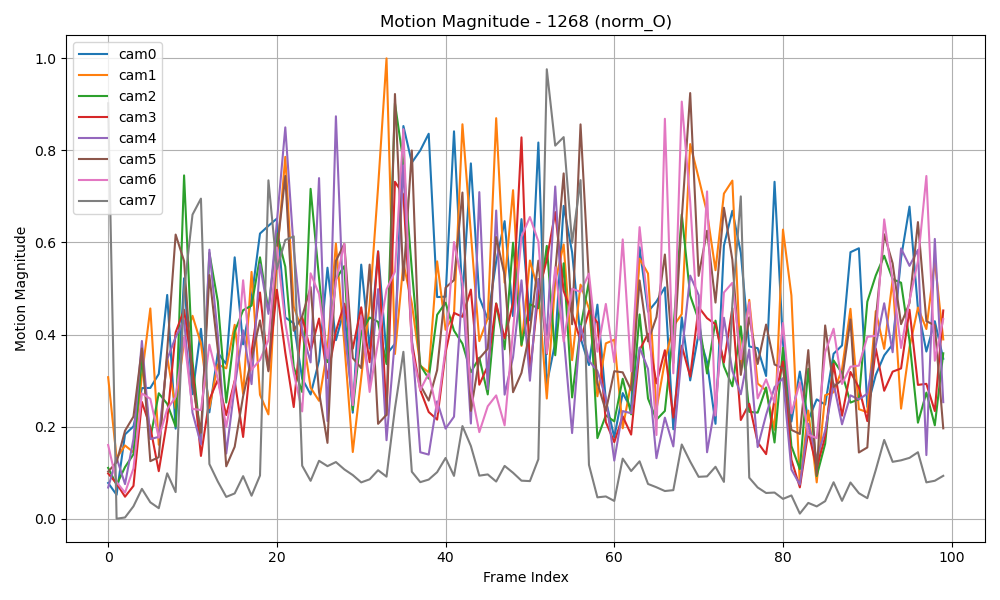 Motion Magnitude - 1268 (norm_O)
Motion Magnitude
1.0
0.8
0.6
0.4
0.2
0.0
cam0
cam1
cam2
cam3
cam4
cam5
cam6
cam7
0 20 40 60 80 100
Frame Index